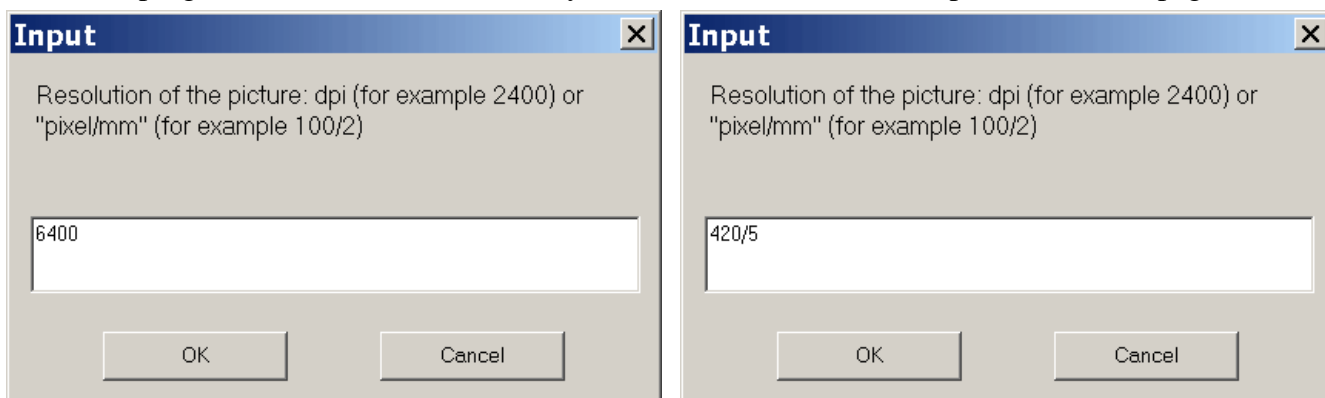 Input
Resolution of the picture: dpi (for example 2400) or
"pixel/mm" (for example 100/2)
6400
OK Cancel
Input
Resolution of the picture: dpi (for example 2400) or
"pixel/mm" (for example 100/2)
420/5
OK Cancel